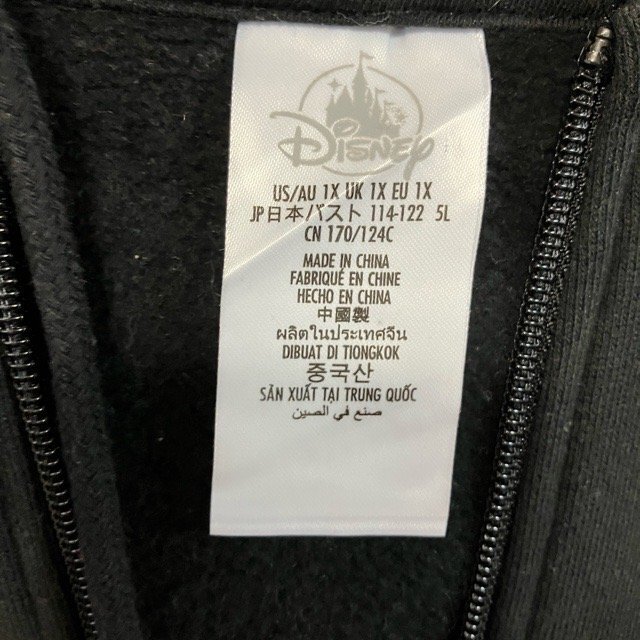 Disney
US/AU 1X UK 1X EU 1X
JP日本/バスト 114-122 5L
CN 170/124C
MADE IN CHINA
FABRIQUÉ EN CHINE
HECHO EN CHINA
中國製
ผลิตในประเทศจีน
DIBUAT DI TIONGKOK
중국산
SẢN XUẤT TẠI TRUNG QUỐC
صنع في الصين